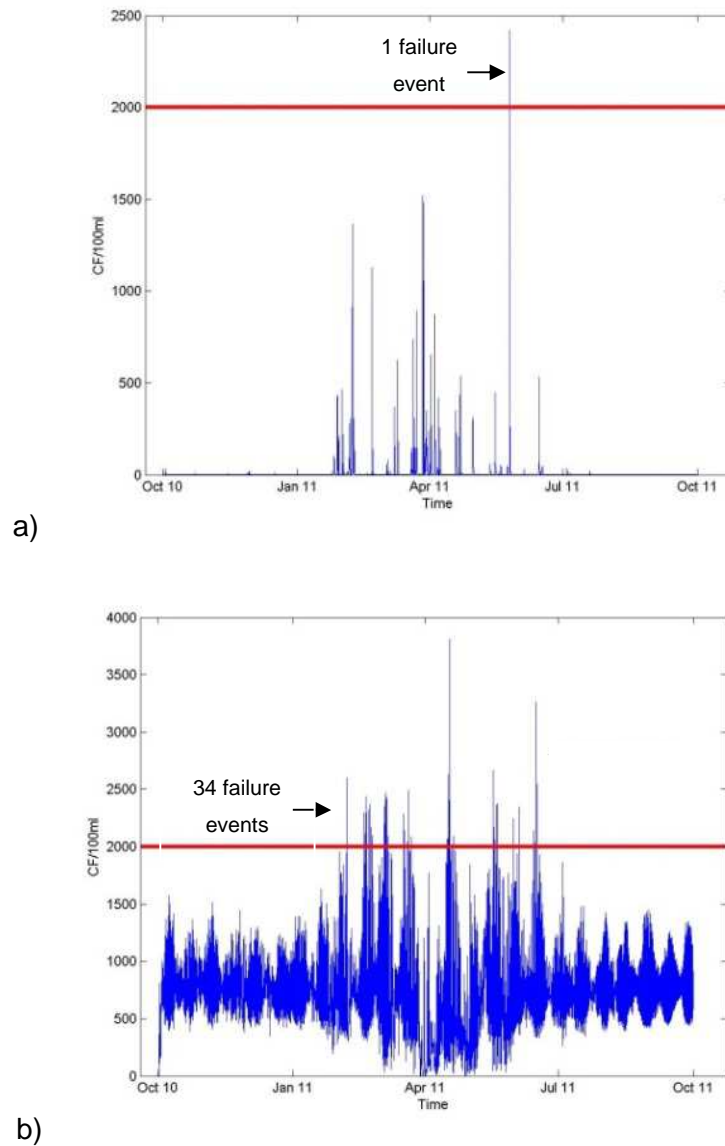 2500
1 failure
event
2000
1500
CF/100ml
1000
500
0
Oct 10 Jan 11 Apr 11 Jul 11 Oct 11
Time
a)
4000
3500
3000
2500
34 failure
events
2000
CF/100ml
1500
1000
500
0
Oct 10 Jan 11 Apr 11 Jul 11 Oct 11
Time
b)